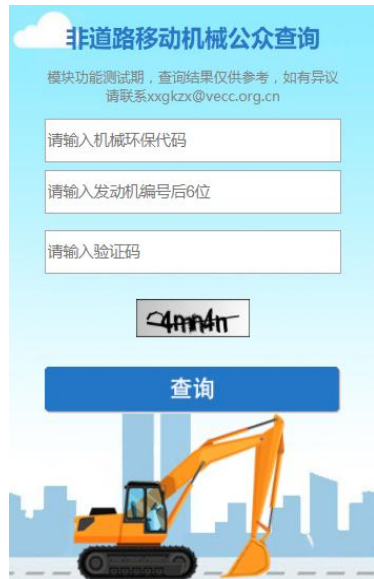 非道路移动机械公众查询
模块功能测试期，查询结果仅供参考，如有异议
请联系xxgkzx@vecc.org.cn
请输入机械环保代码
请输入发动机编号后6位
请输入验证码
查询